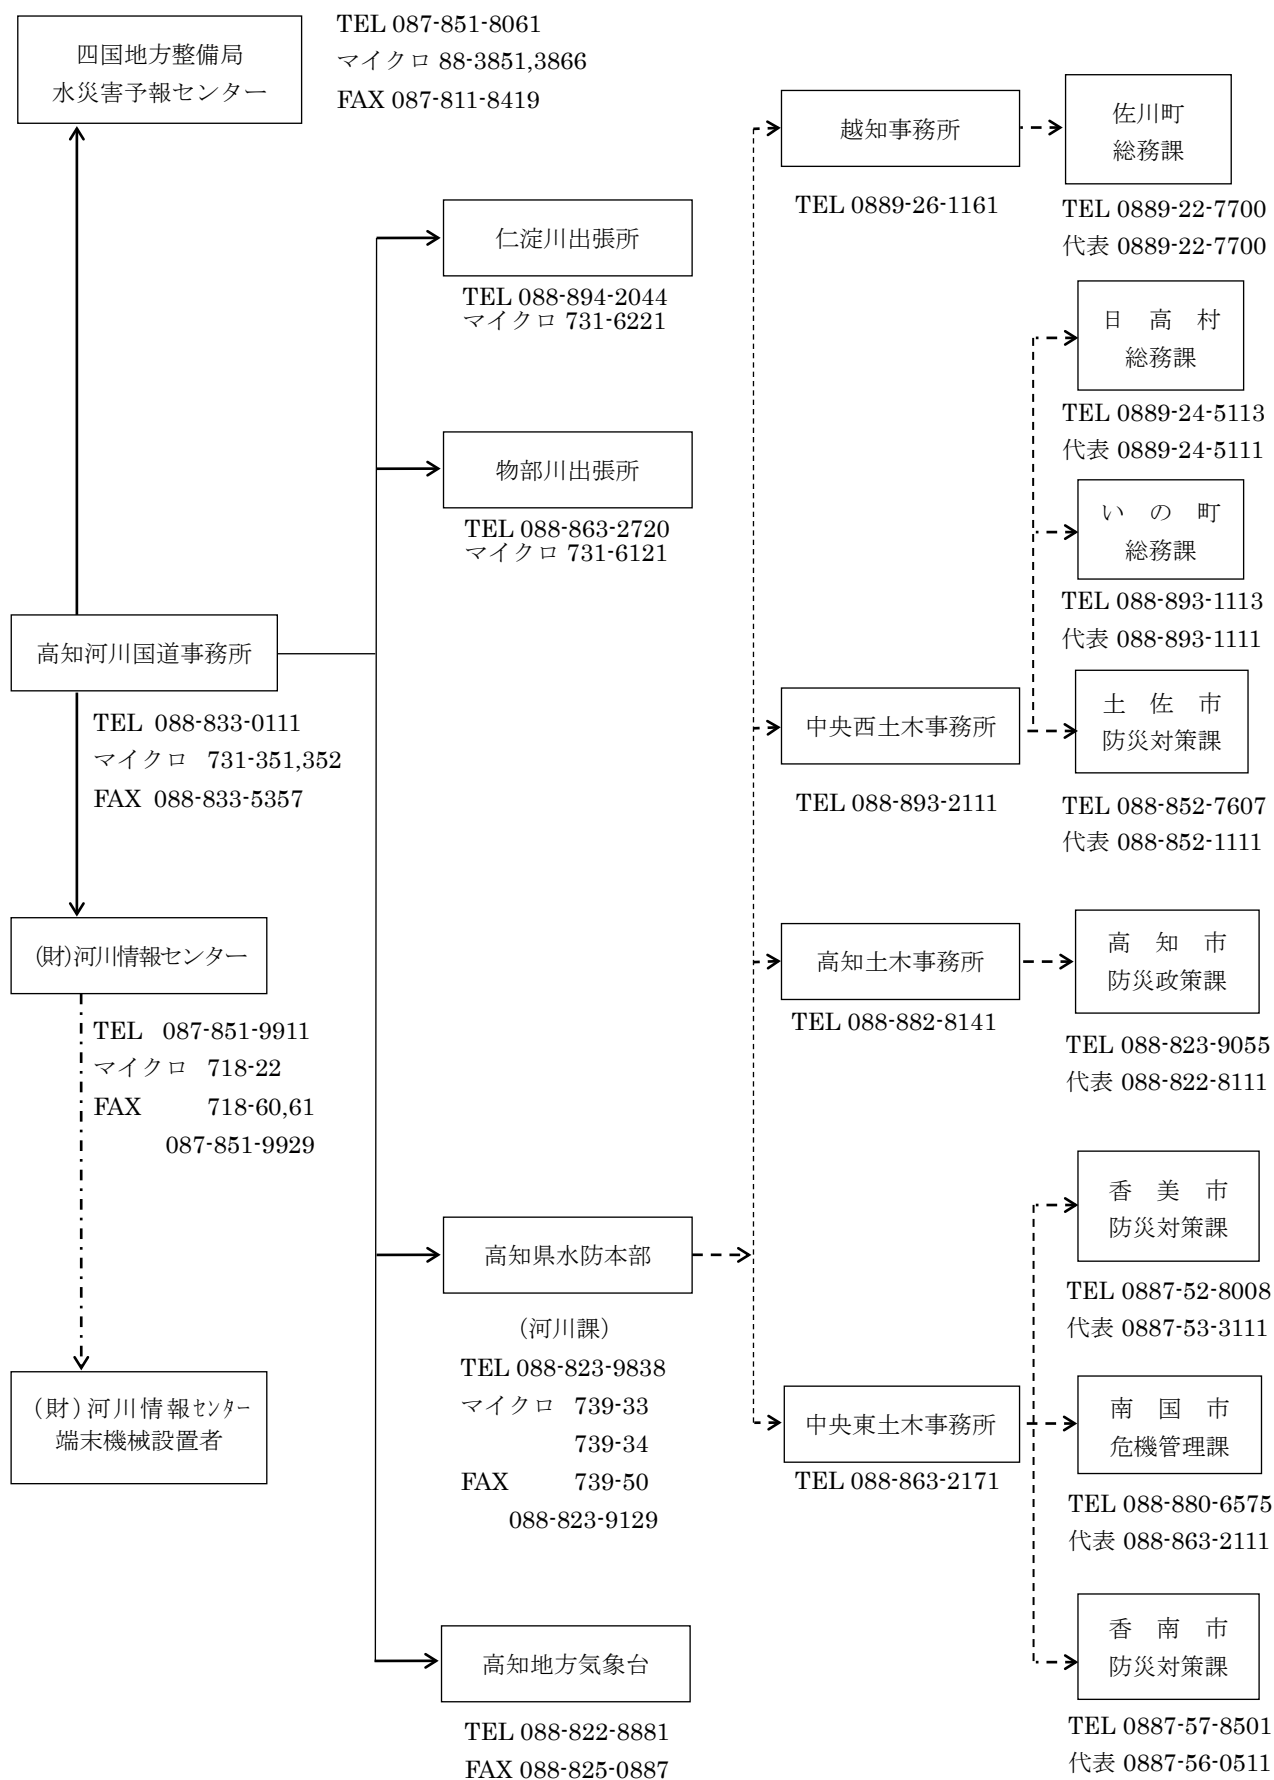 四国地方整備局
水災害予報センター
TEL 087-851-8061
マイクロ 88-3851,3866
FAX 087-811-8419
高知河川国道事務所
TEL 088-833-0111
マイクロ 731-351,352
FAX 088-833-5357
(財)河川情報センター
TEL 087-851-9911
マイクロ 718-22
FAX 718-60,61
087-851-9929
(財)河川情報ｾﾝﾀｰ
端末機械設置者
仁淀川出張所
TEL 088-894-2044
マイクロ 731-6221
物部川出張所
TEL 088-863-2720
マイクロ 731-6121
高知県水防本部
（河川課）
TEL 088-823-9838
マイクロ 739-33
739-34
FAX 739-50
088-823-9129
高知地方気象台
TEL 088-822-8881
FAX 088-825-0887
越知事務所
TEL 0889-26-1161
中央西土木事務所
TEL 088-893-2111
高知土木事務所
TEL 088-882-8141
中央東土木事務所
TEL 088-863-2171
佐川町
総務課
TEL 0889-22-7700
代表 0889-22-7700
日　高　村
総務課
TEL 0889-24-5113
代表 0889-24-5111
い　の　町
総務課
TEL 088-893-1113
代表 088-893-1111
土　佐　市
防災対策課
TEL 088-852-7607
代表 088-852-1111
高　知　市
防災政策課
TEL 088-823-9055
代表 088-822-8111
香　美　市
防災対策課
TEL 0887-52-8008
代表 0887-53-3111
南　国　市
危機管理課
TEL 088-880-6575
代表 088-863-2111
香　南　市
防災対策課
TEL 0887-57-8501
代表 0887-56-0511